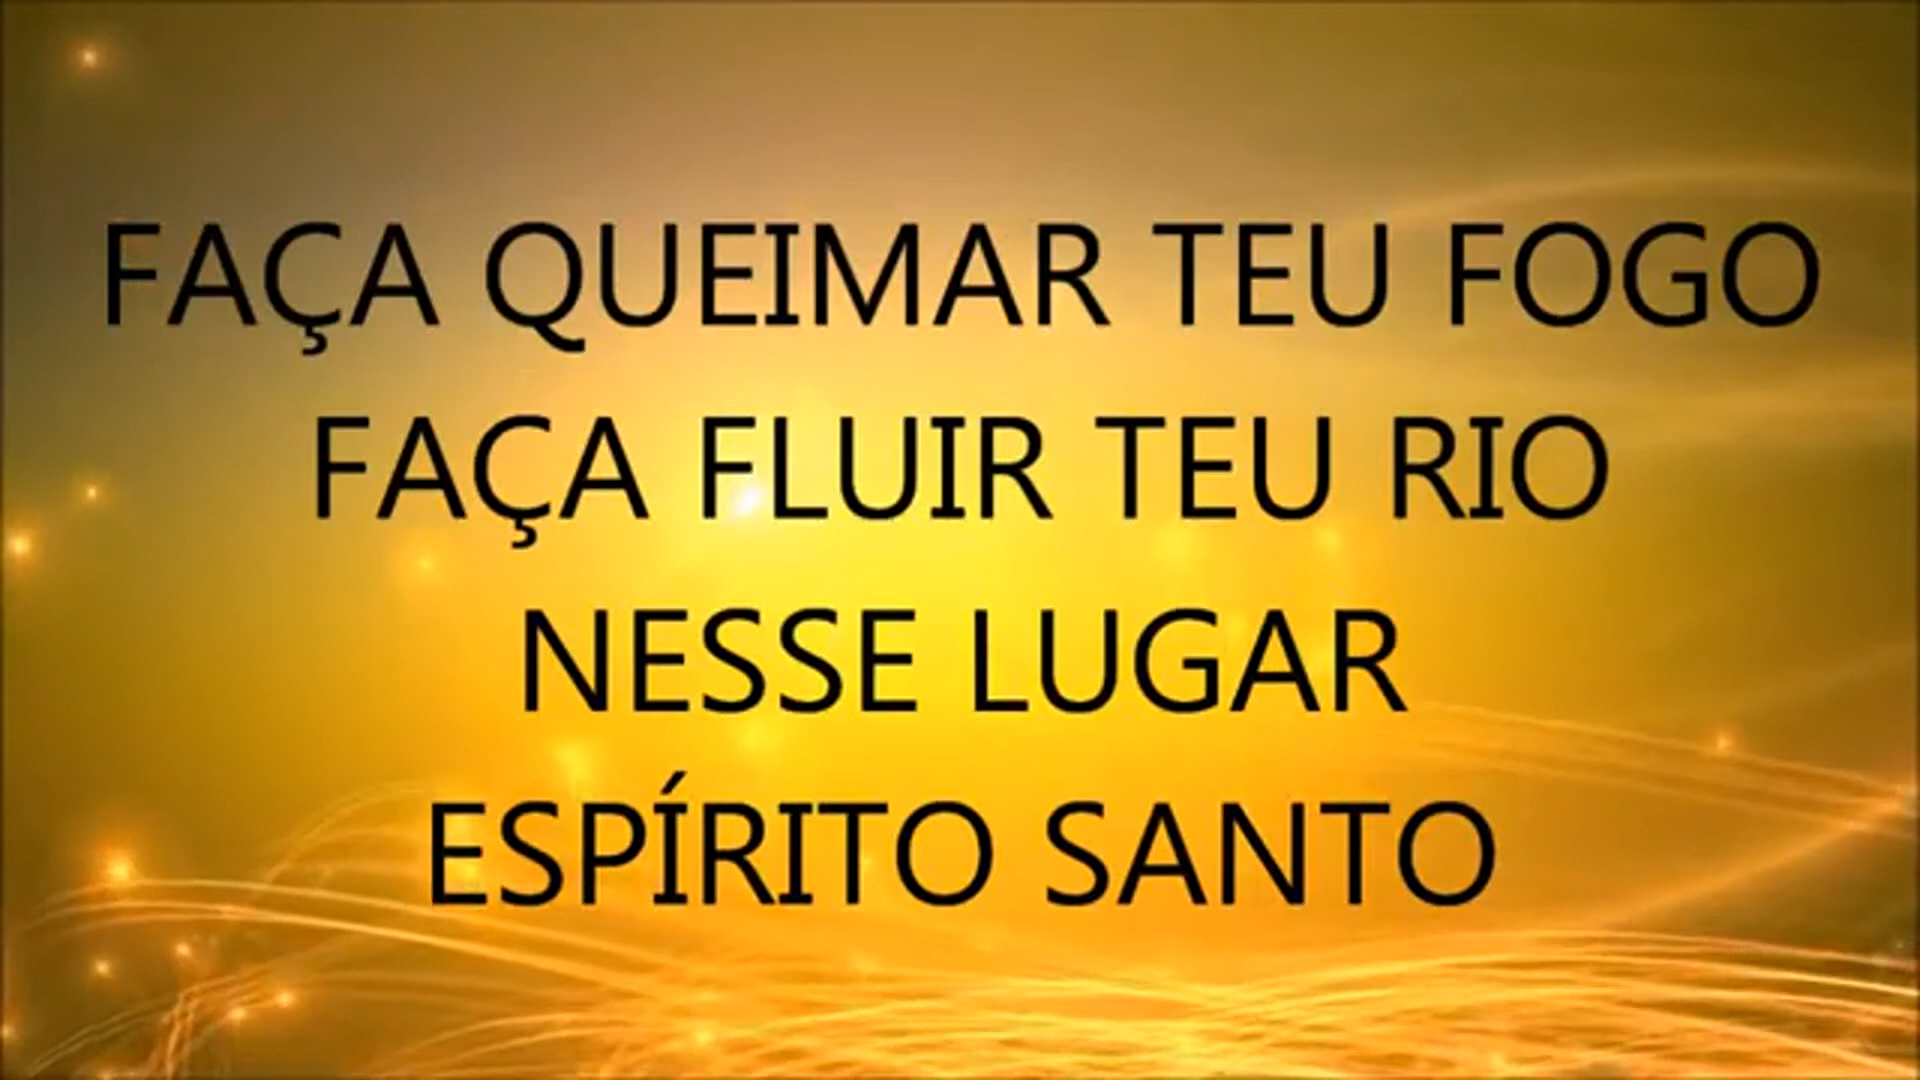 FAÇA QUEIMAR TEU FOGO
FAÇA FLUIR TEU RIO
NESSE LUGAR
ESPÍRITO SANTO